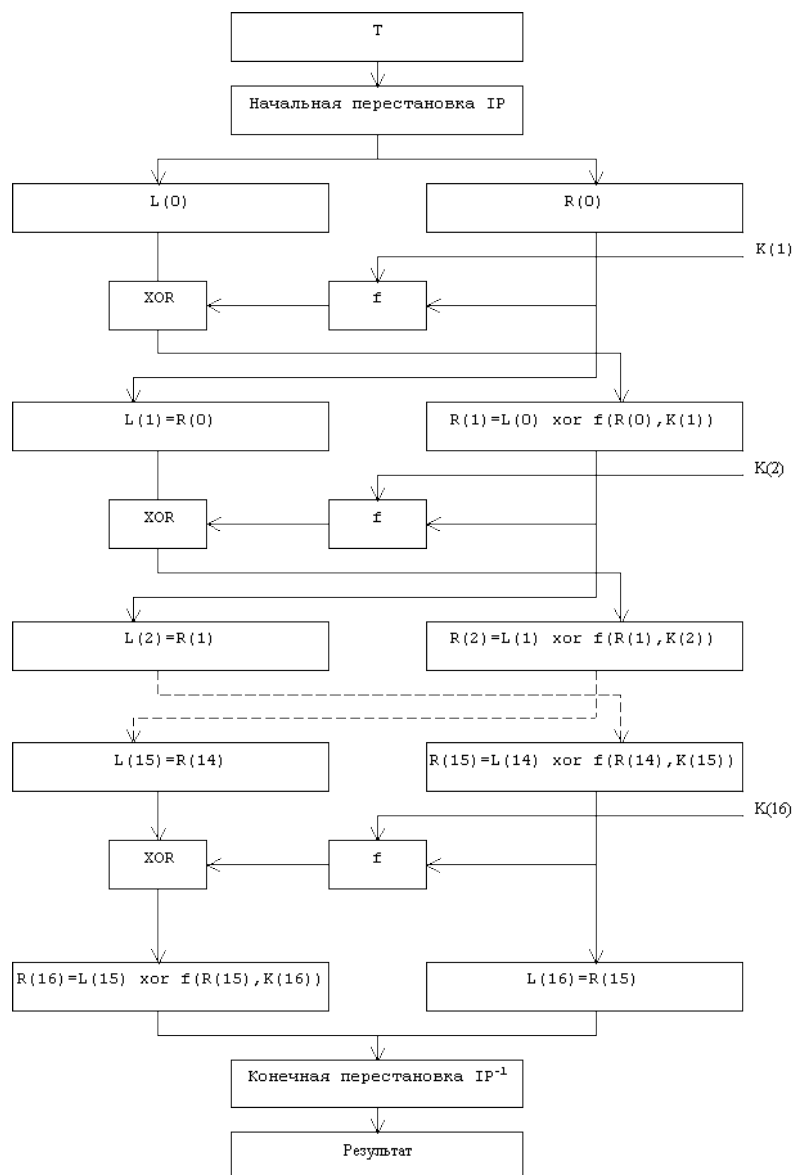 T
Начальная перестановка IP
L(0)
R(0)
K(1)
XOR
f
L(1)=R(0)
R(1)=L(0) xor f(R(0),K(1))
K(2)
XOR
f
L(2)=R(1)
R(2)=L(1) xor f(R(1),K(2))
L(15)=R(14)
R(15)=L(14) xor f(R(14),K(15))
K(16)
XOR
f
R(16)=L(15) xor f(R(15),K(16))
L(16)=R(15)
Конечная перестановка IP⁻¹
Результат